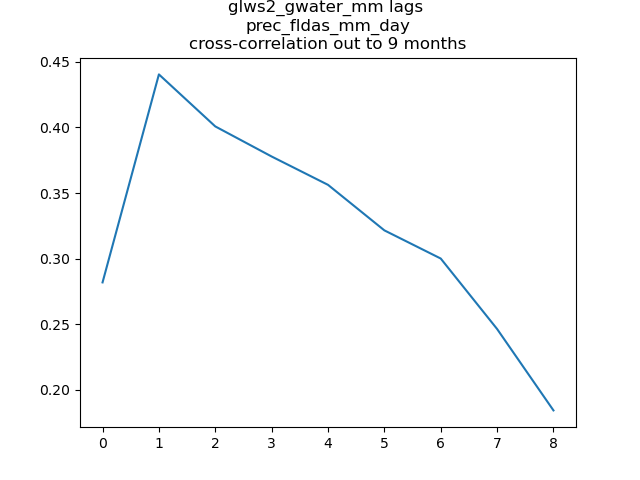 glws2_gwater_mm lags
prec_fldas_mm_day
cross-correlation out to 9 months
0.45
0.40
0.35
0.30
0.25
0.20
0 1 2 3 4 5 6 7 8